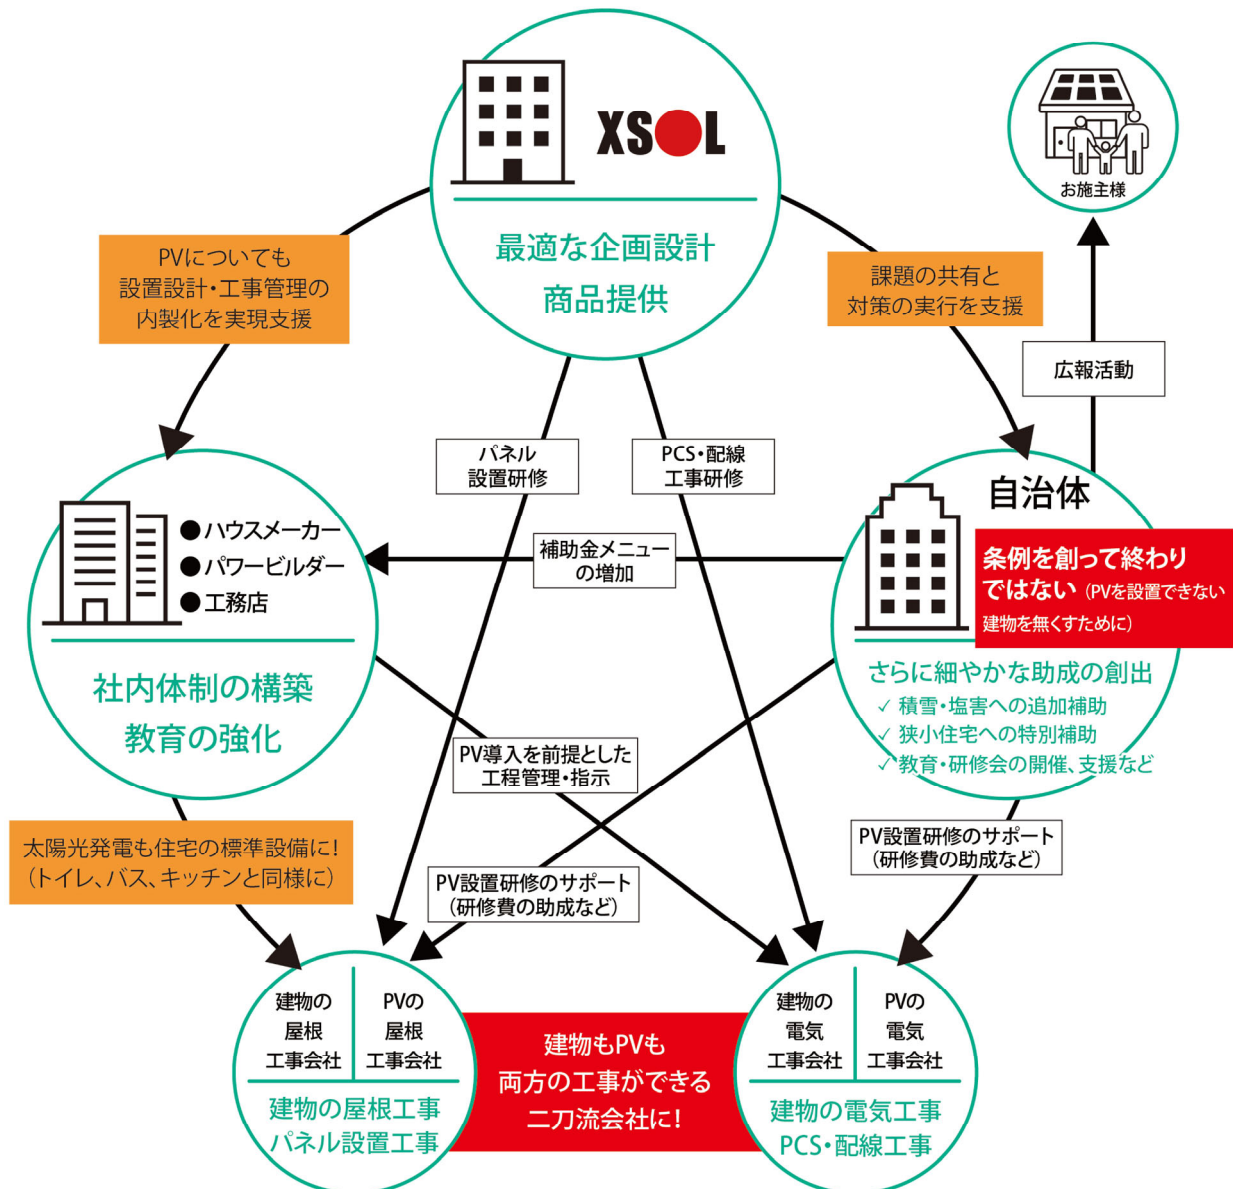 XSOL
最適な企画設計
商品提供
お施主様
PVについても
設置設計・工事管理の
内製化を実現支援
課題の共有と
対策の実行を支援
広報活動
パネル
設置研修
PCS・配線
工事研修
補助金メニュー
の増加
●ハウスメーカー
●パワービルダー
●工務店
社内体制の構築
教育の強化
自治体
条例を創って終わり
ではない（PVを設置できない
建物を無くすために）
さらに細やかな助成の創出
✓ 積雪・塩害への追加補助
✓ 狭小住宅への特別補助
✓ 教育・研修会の開催、支援など
PV導入を前提とした
工程管理・指示
太陽光発電も住宅の標準設備に！
（トイレ、バス、キッチンと同様に）
PV設置研修のサポート
（研修費の助成など）
PV設置研修のサポート
（研修費の助成など）
建物の
屋根
工事会社
PVの
屋根
工事会社
建物の屋根工事
パネル設置工事
建物もPVも
両方の工事ができる
二刀流会社に！
建物の
電気
工事会社
PVの
電気
工事会社
建物の電気工事
PCS・配線工事